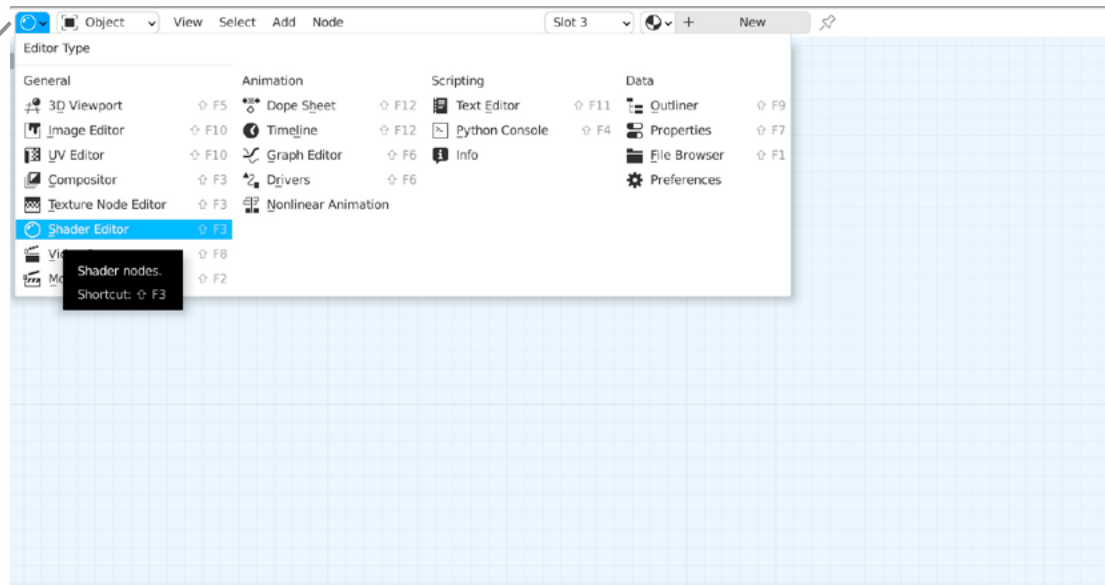 Object View Select Add Node Slot 3 New
Editor Type
General
3D Viewport ⇧ F5
Image Editor ⇧ F10
UV Editor ⇧ F10
Compositor ⇧ F3
Texture Node Editor ⇧ F3
Shader Editor ⇧ F3
⇧ F8
⇧ F2
Shader nodes.
Shortcut: ⇧ F3
Animation
Dope Sheet ⇧ F12
Timeline ⇧ F12
Graph Editor ⇧ F6
Drivers ⇧ F6
Nonlinear Animation
Scripting
Text Editor ⇧ F11
Python Console ⇧ F4
Info
Data
Outliner ⇧ F9
Properties ⇧ F7
File Browser ⇧ F1
Preferences